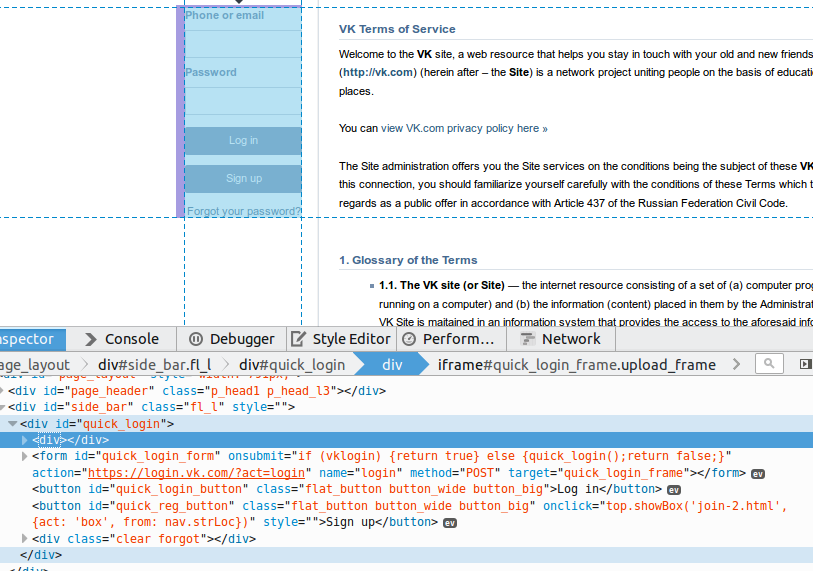 Phone or email
Password
Log in
Sign up
Forgot your password?
VK Terms of Service
Welcome to the VK site, a web resource that helps you stay in touch with your old and new friends
(http://vk.com) (herein after – the Site) is a network project uniting people on the basis of educati
places.
You can view VK.com privacy policy here »
The Site administration offers you the Site services on the conditions being the subject of these VK
this connection, you should familiarize yourself carefully with the conditions of these Terms which t
regards as a public offer in accordance with Article 437 of the Russian Federation Civil Code.
1. Glossary of the Terms
1.1. The VK site (or Site) — the internet resource consisting of a set of (a) computer prog
running on a computer) and (b) the information (content) placed in them by the Administrat
VK Site is maitained in an information system that provides the access to the aforesaid info
nspector Console Debugger Style Editor Perform... Network
age_layout div#side_bar.fl_l div#quick_login div iframe#quick_login_frame.upload_frame
<div id="page_header" class="p_head1 p_head_l3"></div>
<div id="side_bar" class="fl_l" style="">
<div id="quick_login">
<div></div>
<form id="quick_login_form" onsubmit="if (vklogin) {return true} else {quick_login();return false;}"
action="https://login.vk.com/?act=login" name="login" method="POST" target="quick_login_frame"></form> ev
<button id="quick_login_button" class="flat_button button_wide button_big">Log in</button> ev
<button id="quick_reg_button" class="flat_button button_wide button_big" onclick="top.showBox('join-2.html',
{act: 'box', from: nav.strLoc})" style="">Sign up</button> ev
<div class="clear forgot"></div>
</div>